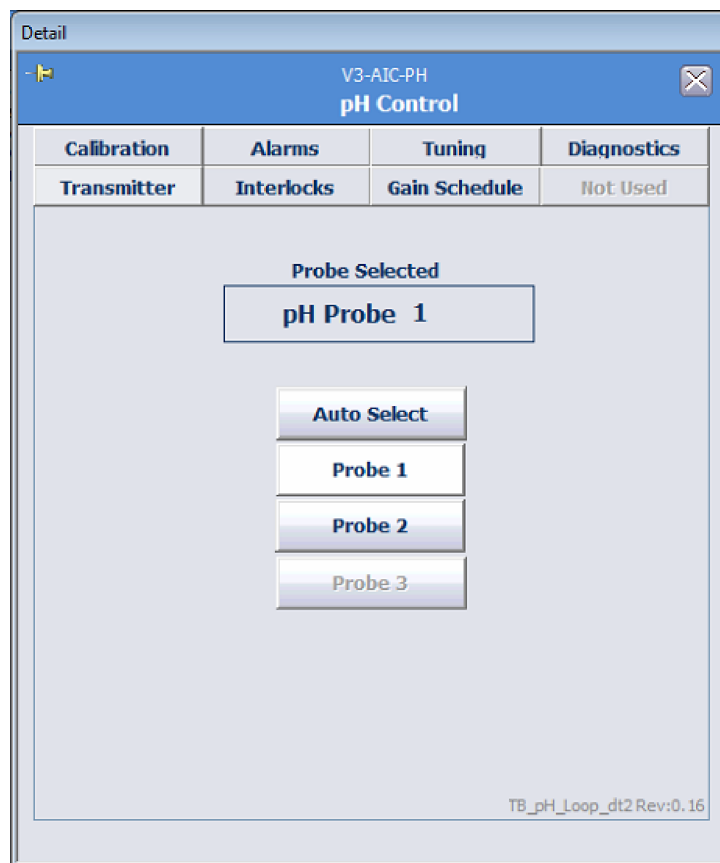 Detail
V3-AIC-PH
pH Control
Calibration Alarms Tuning Diagnostics
Transmitter Interlocks Gain Schedule Not Used
Probe Selected
pH Probe 1
Auto Select
Probe 1
Probe 2
Probe 3
TB_pH_Loop_dt2 Rev:0.16